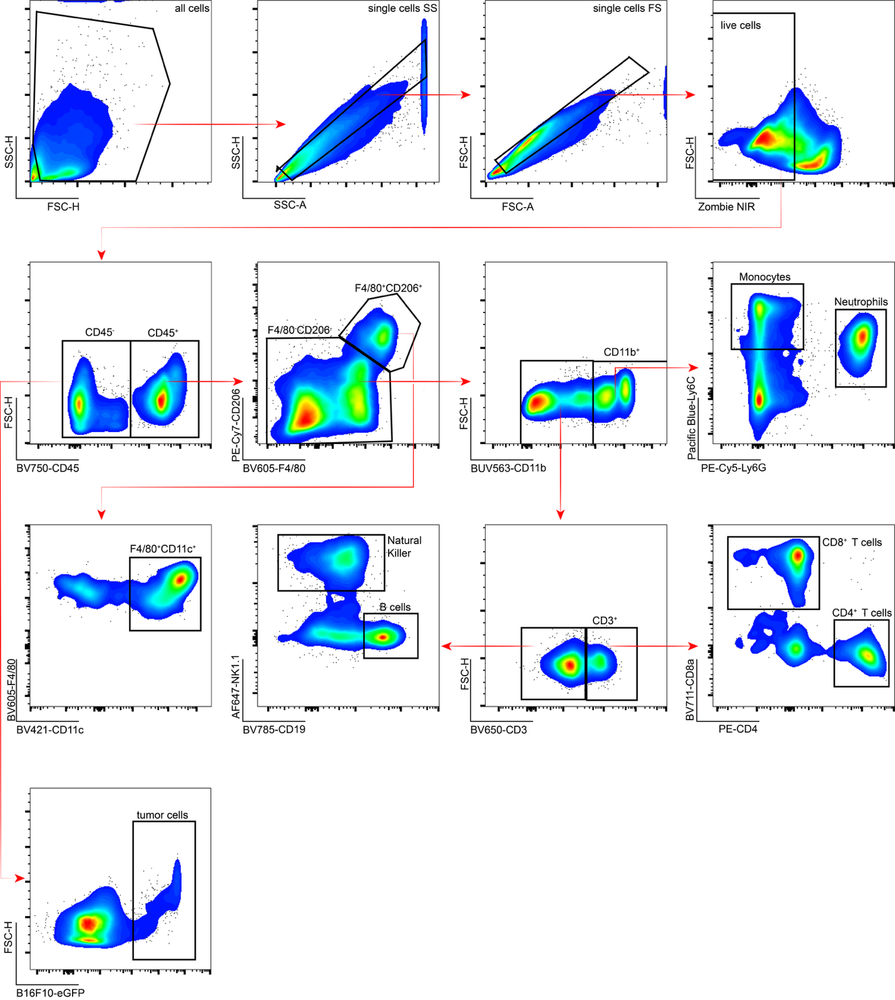 all cells
SSC-H
FSC-H
single cells SS
SSC-H
SSC-A
single cells FS
FSC-H
FSC-A
live cells
FSC-H
Zombie NIR
CD45-
CD45+
FSC-H
BV750-CD45
F4/80+CD206+
F4/80-CD206-
PE-Cy7-CD206
BV605-F4/80
CD11b+
FSC-H
BUV563-CD11b
Monocytes
Neutrophils
Pacific Blue-Ly6C
PE-Cy5-Ly6G
F4/80+CD11c+
BV605-F4/80
BV421-CD11c
Natural
Killer
B cells
AF647-NK1.1
BV785-CD19
CD3+
FSC-H
BV650-CD3
CD8+ T cells
CD4+ T cells
BV711-CD8a
PE-CD4
tumor cells
FSC-H
B16F10-eGFP